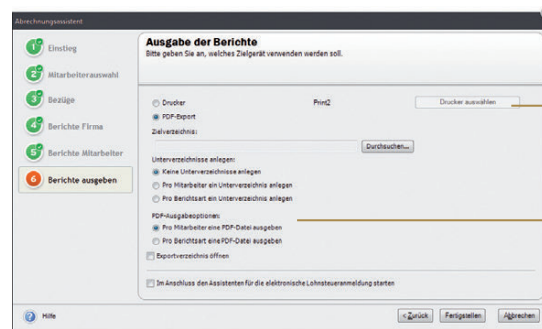 Abrechnungsassistent
1 Einstieg
2 Mitarbeiterauswahl
3 Bezüge
4 Berichte Firma
5 Berichte Mitarbeiter
6 Berichte ausgeben
Ausgabe der Berichte
Bitte geben Sie an, welches Zielgerät verwenden werden soll.
Drucker Print2 Drucker auswählen
PDF-Export
Zielverzeichnis:
Durchsuchen...
Unterverzeichnisse anlegen:
Keine Unterverzeichnisse anlegen
Pro Mitarbeiter ein Unterverzeichnis anlegen
Pro Berichtsart ein Unterverzeichnis anlegen
PDF-Ausgabeoptionen:
Pro Mitarbeiter eine PDF-Datei ausgeben
Pro Berichtsart eine PDF-Datei ausgeben
Exportverzeichnis öffnen
Im Anschluss den Assistenten für die elektronische Lohnsteueranmeldung starten
? Hilfe < Zurück Fertigstellen Abbrechen